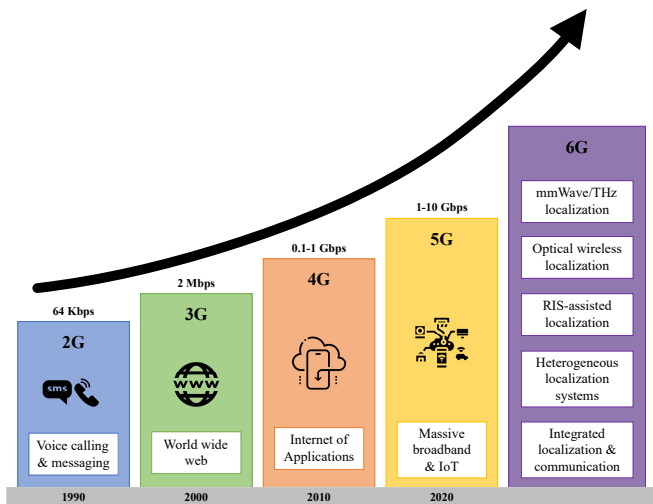 6G
mmWave/THz
localization
Optical wireless
localization
RIS-assisted
localization
Heterogeneous
localization
systems
Integrated
localization &
communication
1-10 Gbps
5G
Massive
broadband
& IoT
0.1-1 Gbps
4G
Internet of
Applications
2 Mbps
3G
www
World wide
web
64 Kbps
2G
sms
Voice calling
& messaging
1990
2000
2010
2020